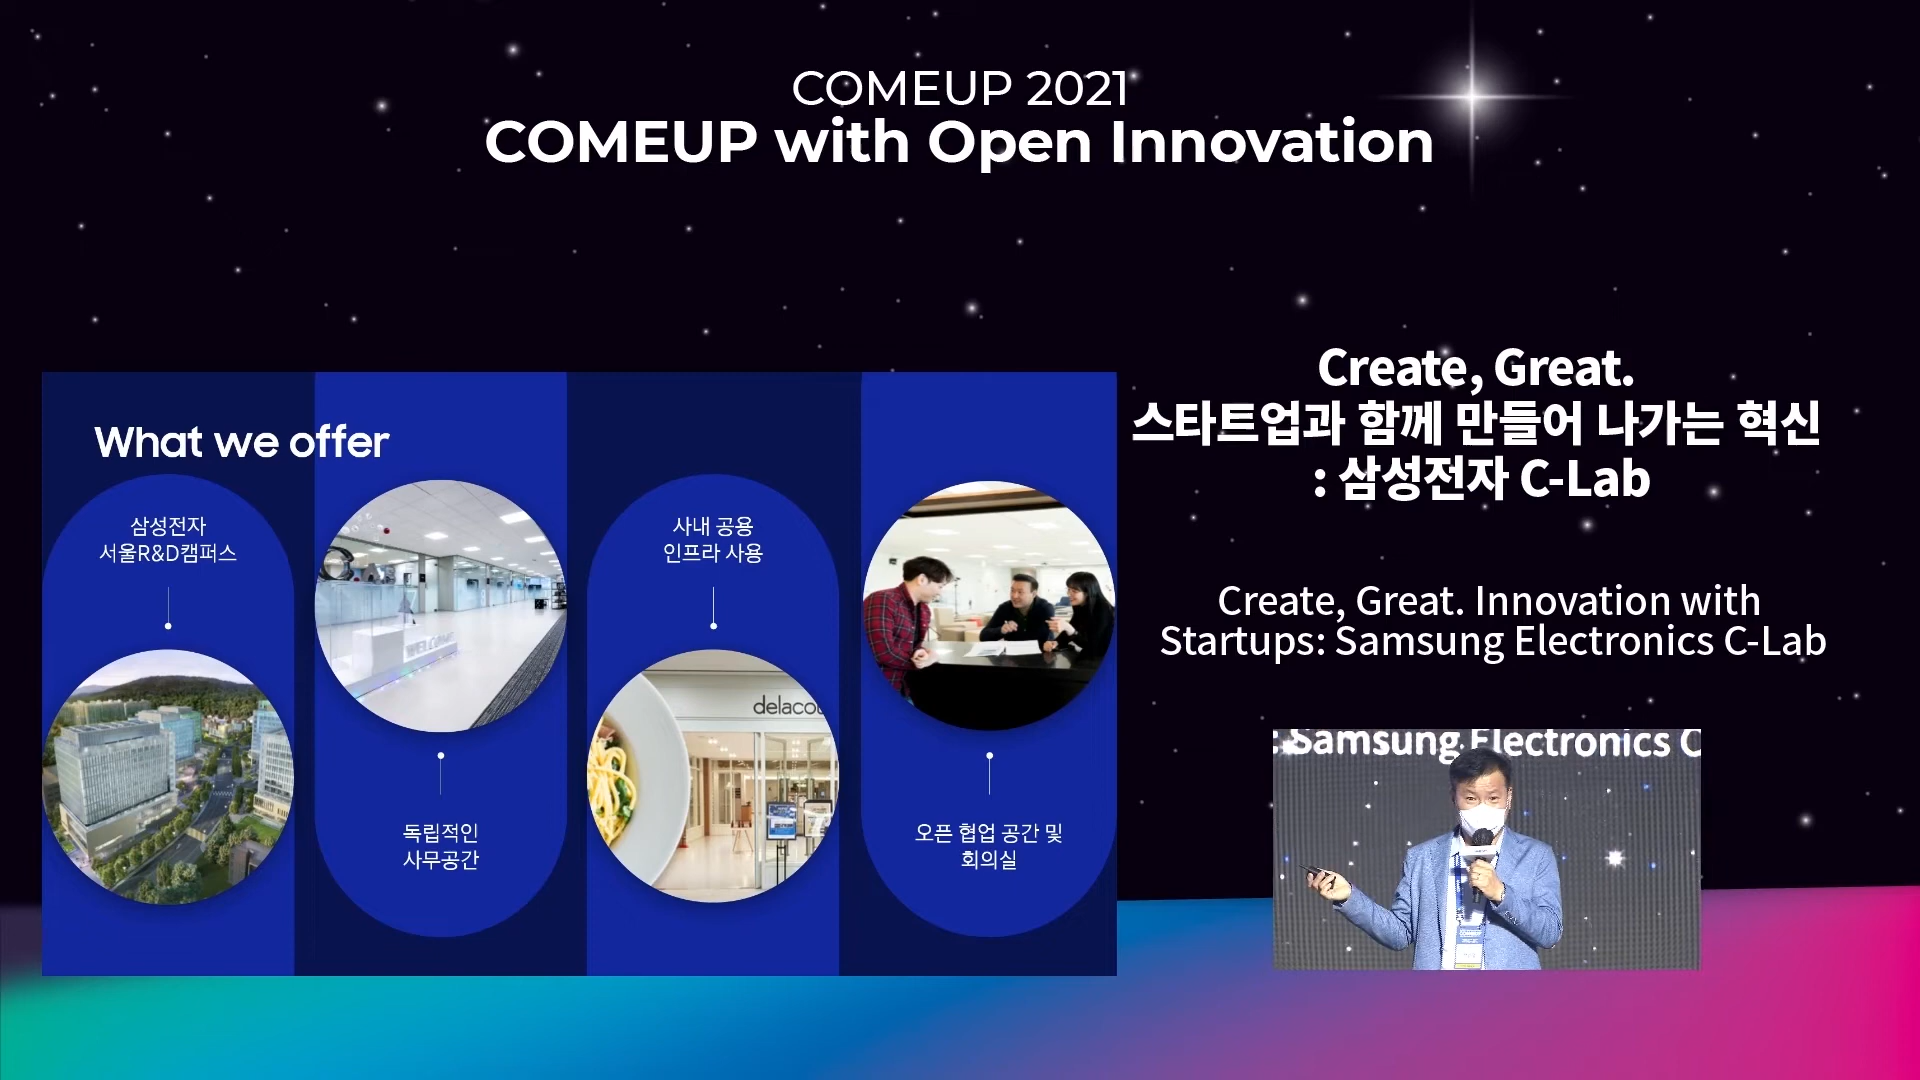 COMEUP 2021
COMEUP with Open Innovation
What we offer
삼성전자
서울R&D캠퍼스
독립적인
사무공간
WELCOME
사내 공용
인프라 사용
delacou
오픈 협업 공간 및
회의실
Create, Great.
스타트업과 함께 만들어 나가는 혁신
: 삼성전자 C-Lab
Create, Great. Innovation with
Startups: Samsung Electronics C-Lab
: Samsung Electronics C